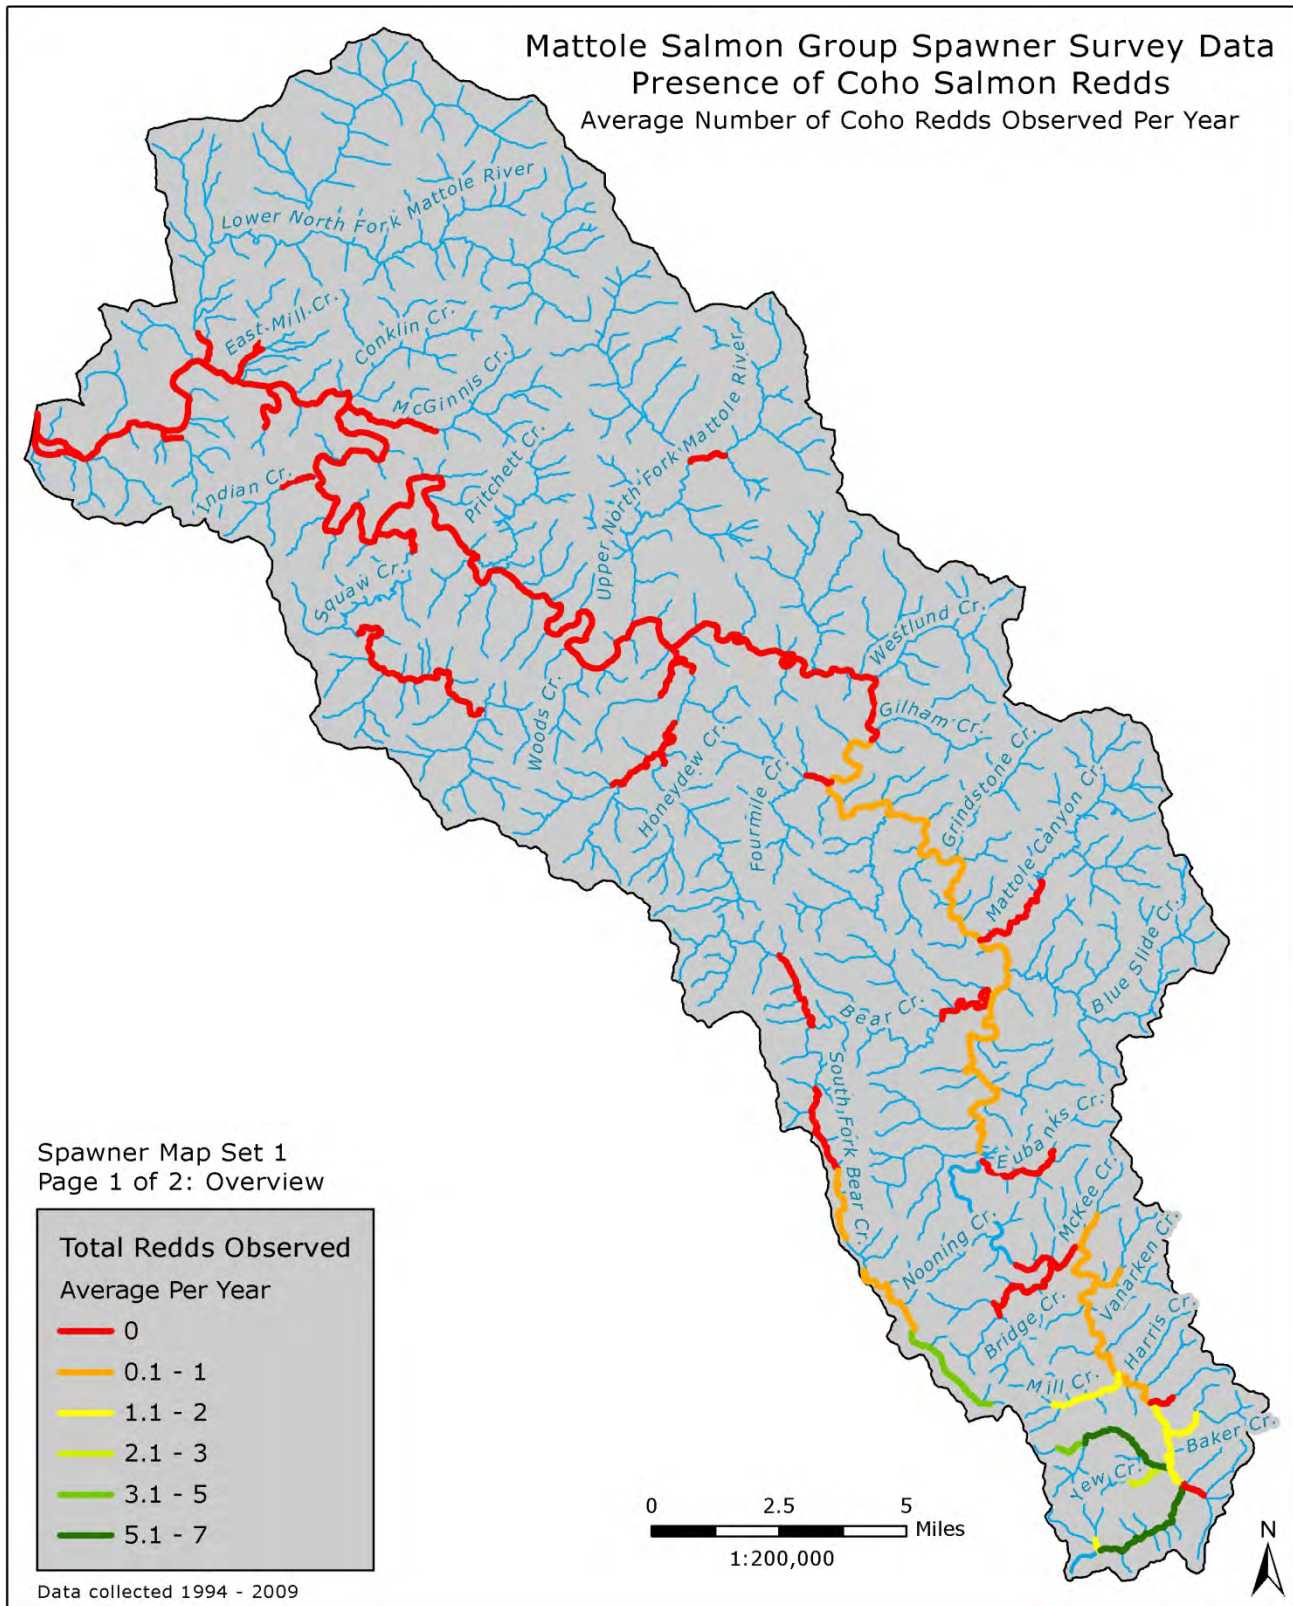 Mattole Salmon Group Spawner Survey Data
Presence of Coho Salmon Redds
Average Number of Coho Redds Observed Per Year
Lower North Fork Mattole River
East Mill Cr.
Conklin Cr.
McGinnis Cr.
Upper North Fork Mattole River
Pritchett Cr.
Indian Cr.
Squaw Cr.
Westlund Cr.
Woods Cr.
Gilham Cr.
Honeydew Cr.
Fourmile Cr.
Grindstone Cr.
Mattole Canyon Cr.
Blue Slide Cr.
Bear Cr.
South Fork Bear Cr.
Eubanks Cr.
McKee Cr.
Nooning Cr.
Vanarken Cr.
Bridge Cr.
Harris Cr.
Mill Cr.
Baker Cr.
Yew Cr.
Spawner Map Set 1
Page 1 of 2: Overview
Total Redds Observed
Average Per Year
0
0.1 - 1
1.1 - 2
2.1 - 3
3.1 - 5
5.1 - 7
Data collected 1994 - 2009
0 2.5 5
Miles
1:200,000
N